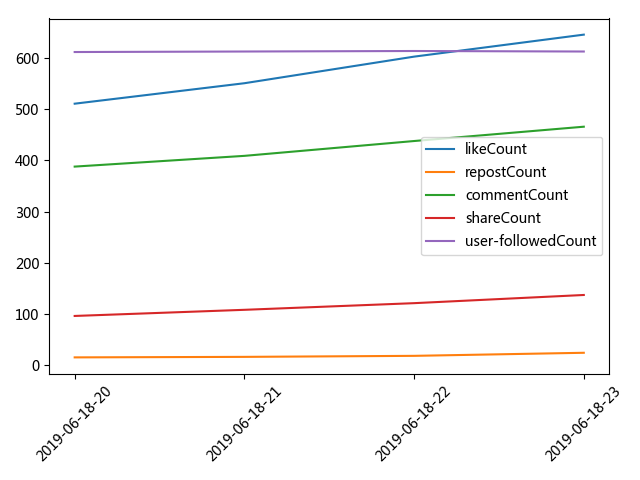 600
500
400
300
200
100
0
likeCount
repostCount
commentCount
shareCount
user-followedCount
2019-06-18-20
2019-06-18-21
2019-06-18-22
2019-06-18-23